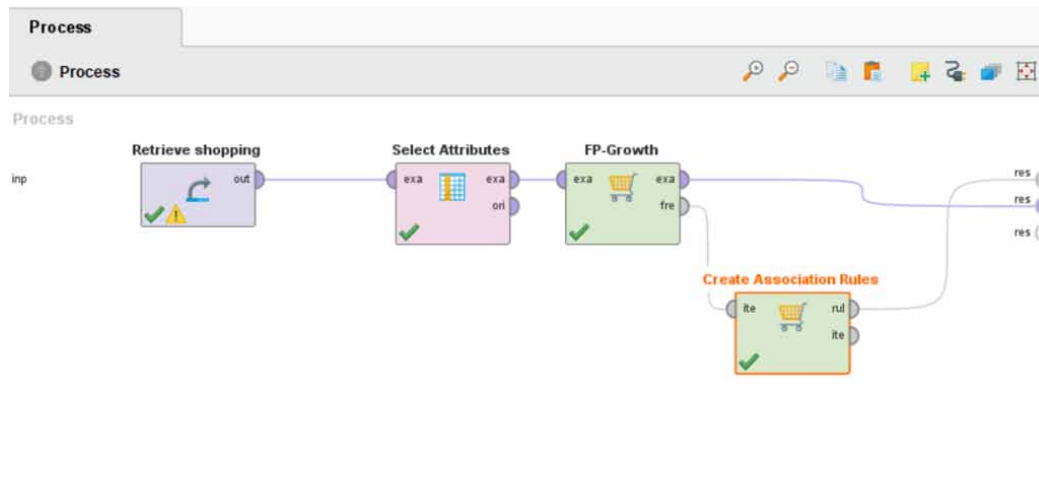 Process
Process
Process
Retrieve shopping
Select Attributes
FP-Growth
inp
out
exa
exa
ori
exa
exa
fre
res
res
res
Create Association Rules
ite
rul
ite